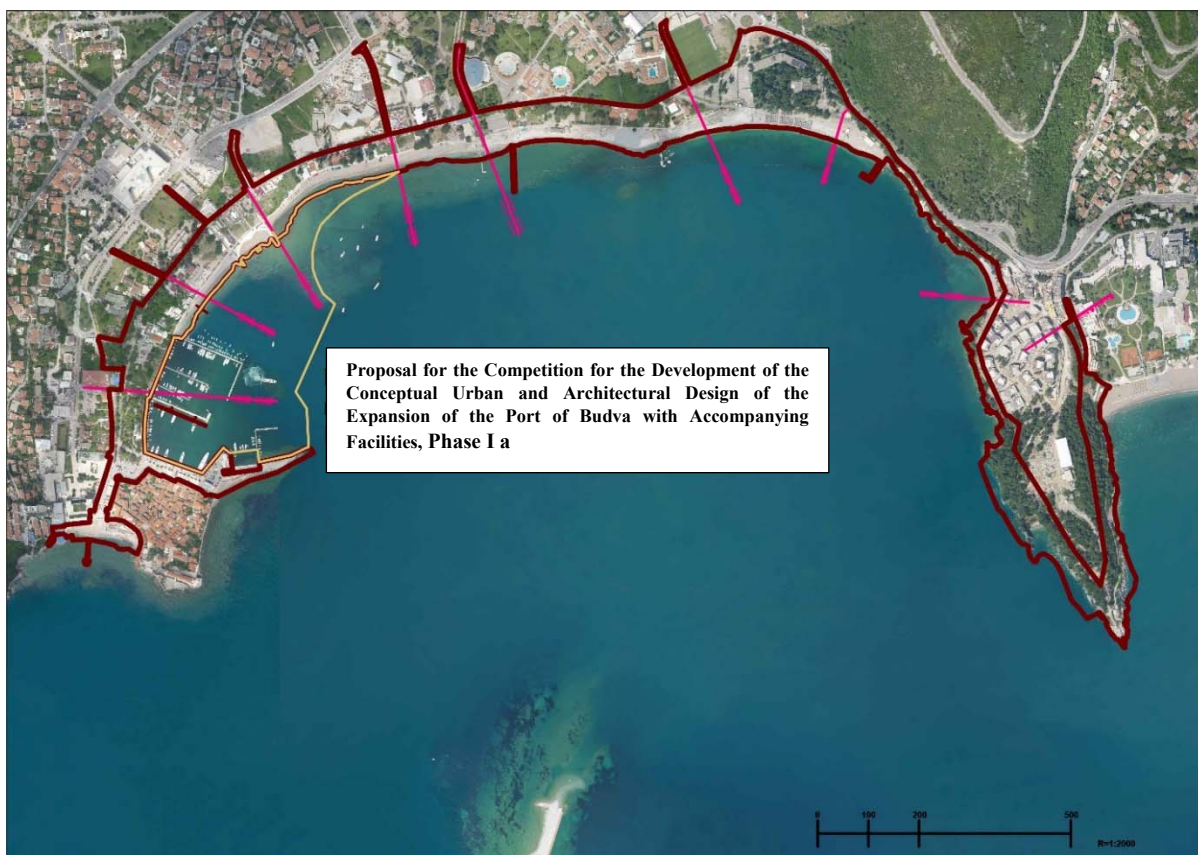 Proposal for the Competition for the Development of the
Conceptual Urban and Architectural Design of the
Expansion of the Port of Budva with Accompanying
Facilities, Phase I a
0 100 200 500
R=1:2000